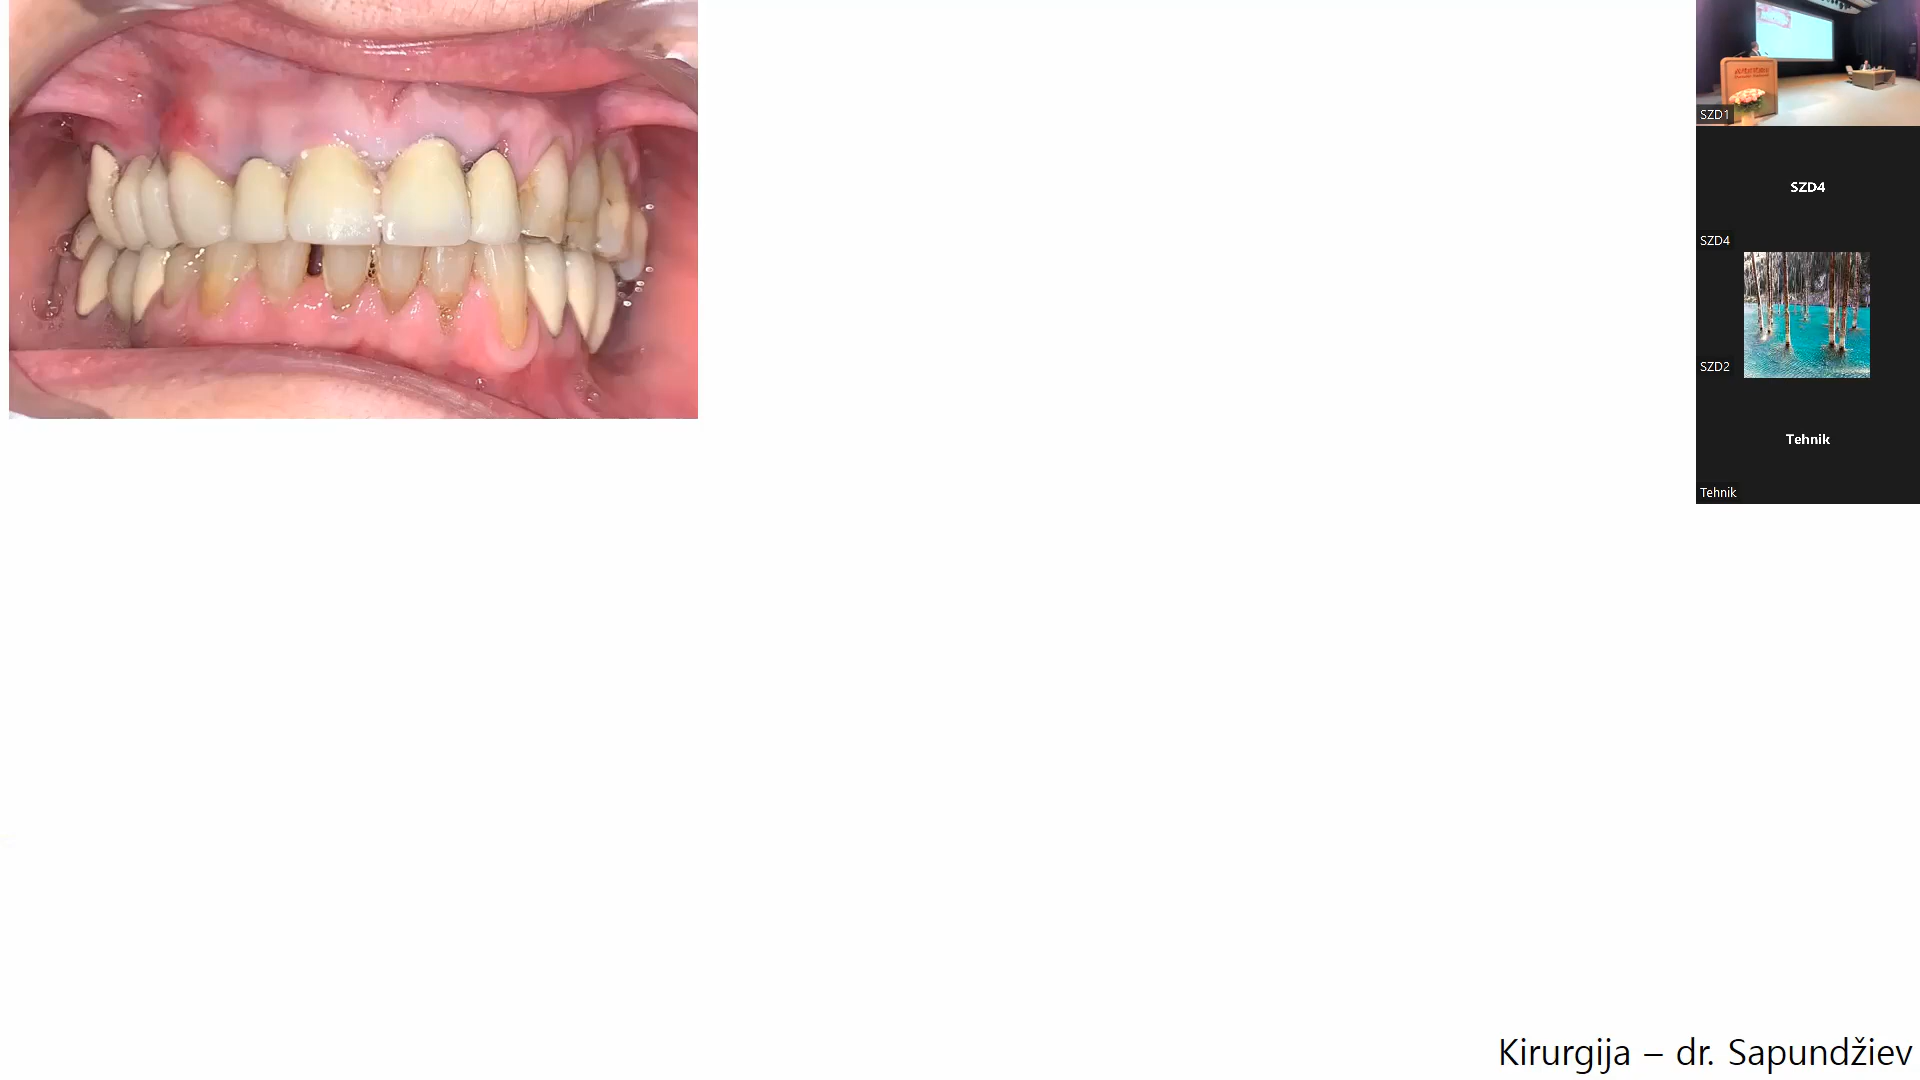 SZD1
SZD4
SZD4
SZD2
Tehnik
Tehnik
Kirurgija – dr. Sapundžiev